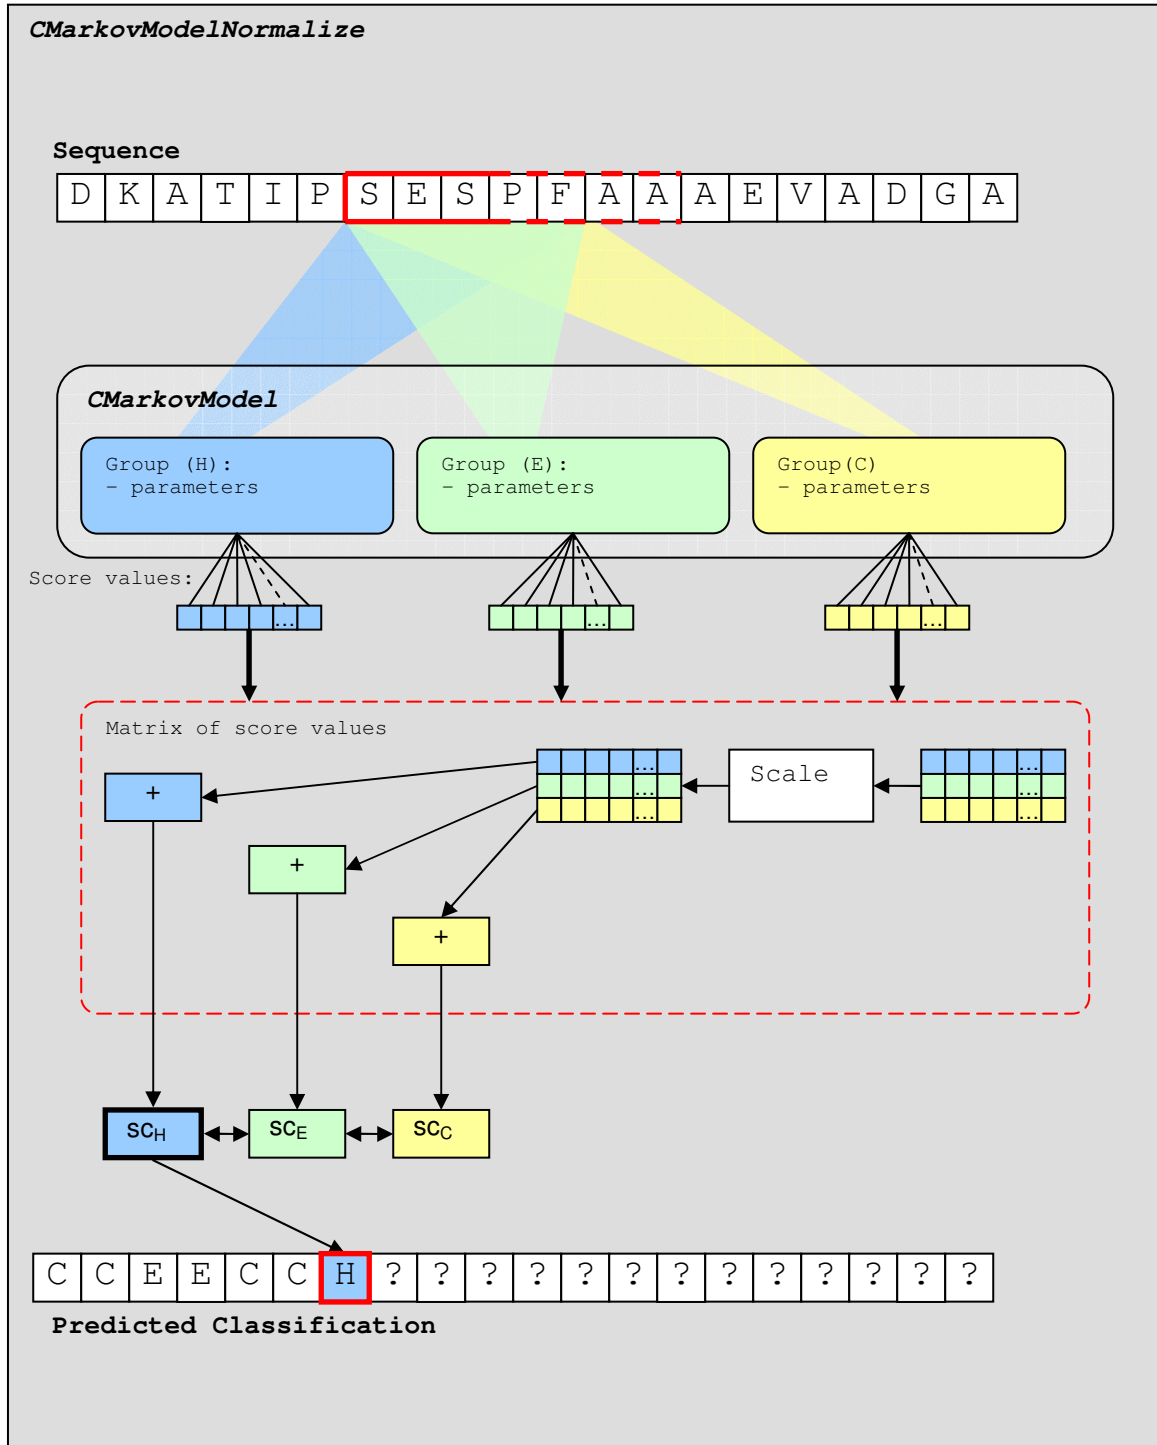 CMarkovModelNormalize
Sequence
D K A T I P S E S P F A A A E V A D G A
CMarkovModel
Group (H):
- parameters
Group (E):
- parameters
Group(C)
- parameters
Score values:
... ... ...
Matrix of score values
... ...
... ...
... ...
Scale
+
+
+
SCH SCE SCC
C C E E C C H ? ? ? ? ? ? ? ? ? ? ? ? ?
Predicted Classification